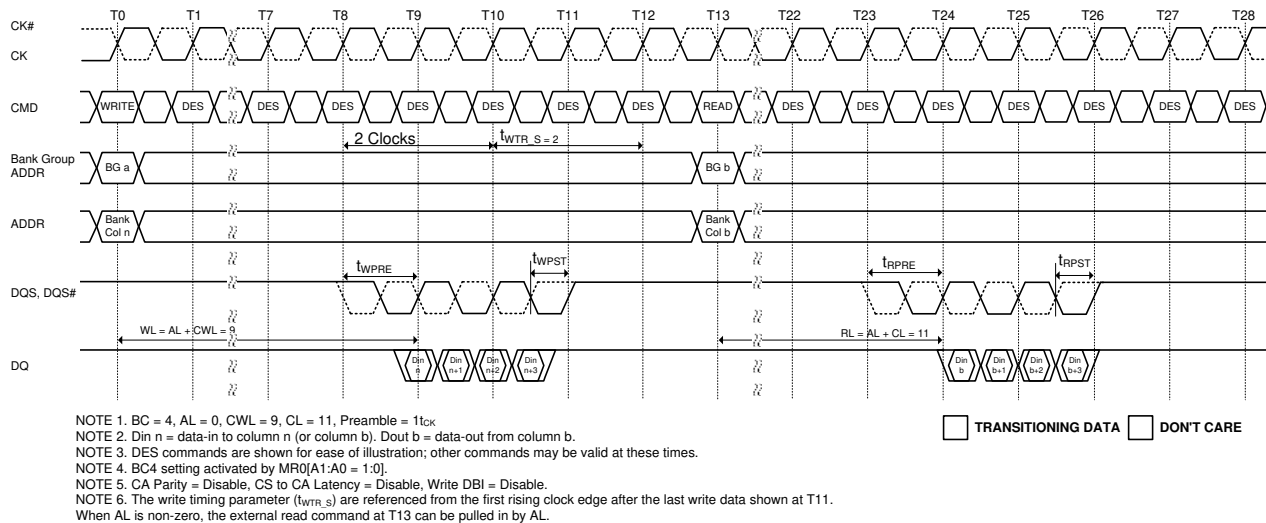 T0 T1 T7 T8 T9 T10 T11 T12 T13 T22 T23 T24 T25 T26 T27 T28
CK#
CK
CMD WRITE DES DES DES DES DES DES DES READ DES DES DES DES DES DES DES
2 Clocks tWTR_S = 2
Bank Group
ADDR BG a BG b
ADDR Bank
Col n Bank
Col b
tWPRE tWPST tRPRE tRPST
DQS, DQS#
WL = AL + CWL = 9 RL = AL + CL = 11
DQ Din
n Din
n+1 Din
n+2 Din
n+3 Din
b Din
b+1 Din
b+2 Din
b+3
NOTE 1. BC = 4, AL = 0, CWL = 9, CL = 11, Preamble = 1tCK
TRANSITIONING DATA DON'T CARE
NOTE 2. Din n = data-in to column n (or column b). Dout b = data-out from column b.
NOTE 3. DES commands are shown for ease of illustration; other commands may be valid at these times.
NOTE 4. BC4 setting activated by MR0[A1:A0 = 1:0].
NOTE 5. CA Parity = Disable, CS to CA Latency = Disable, Write DBI = Disable.
NOTE 6. The write timing parameter (tWTR_S) are referenced from the first rising clock edge after the last write data shown at T11.
When AL is non-zero, the external read command at T13 can be pulled in by AL.